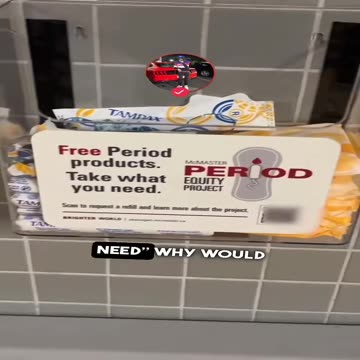 TAMPAX
Free Period
products.
Take what
you need.
McMASTER
PERIOD
EQUITY
PROJECT
Scan to request a refill and learn more about the project.
BRIGHTER WORLD
NEED" WHY WOULD